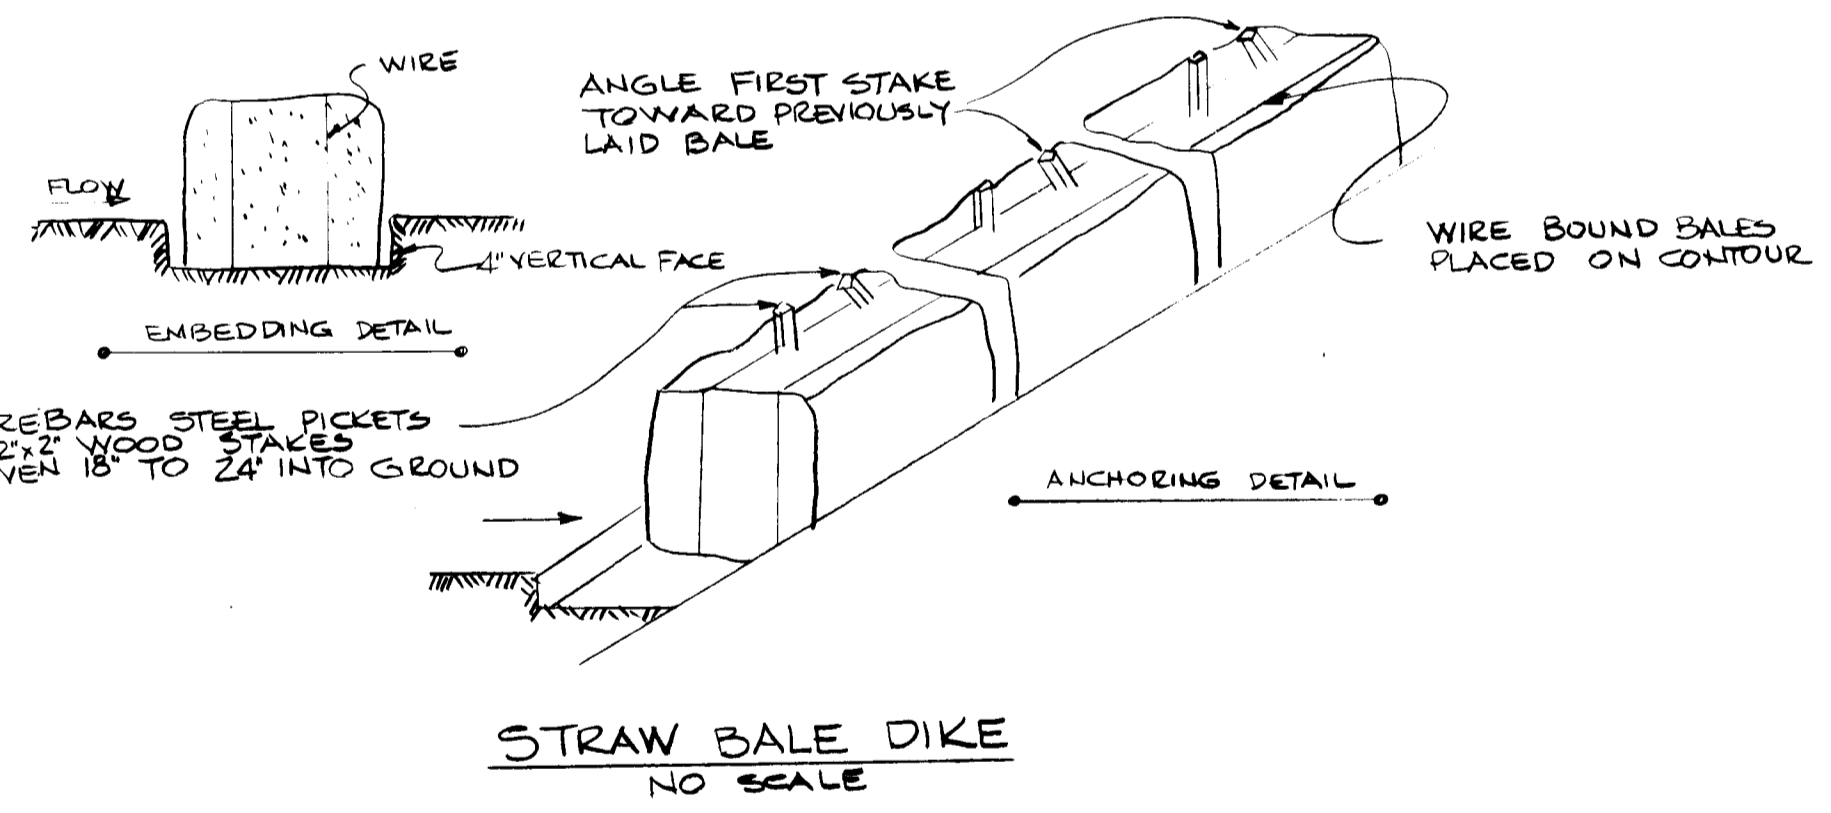 WIRE
ANGLE FIRST STAKE
TOWARD PREVIOUSLY
LAID BALE
FLOW
4" VERTICAL FACE
WIRE BOUND BALES
PLACED ON CONTOUR
EMBEDDING DETAIL
REBARS STEEL PICKETS
2"x2" WOOD STAKES
VEN 18" TO 24" INTO GROUND
ANCHORING DETAIL
STRAW BALE DIKE
NO SCALE